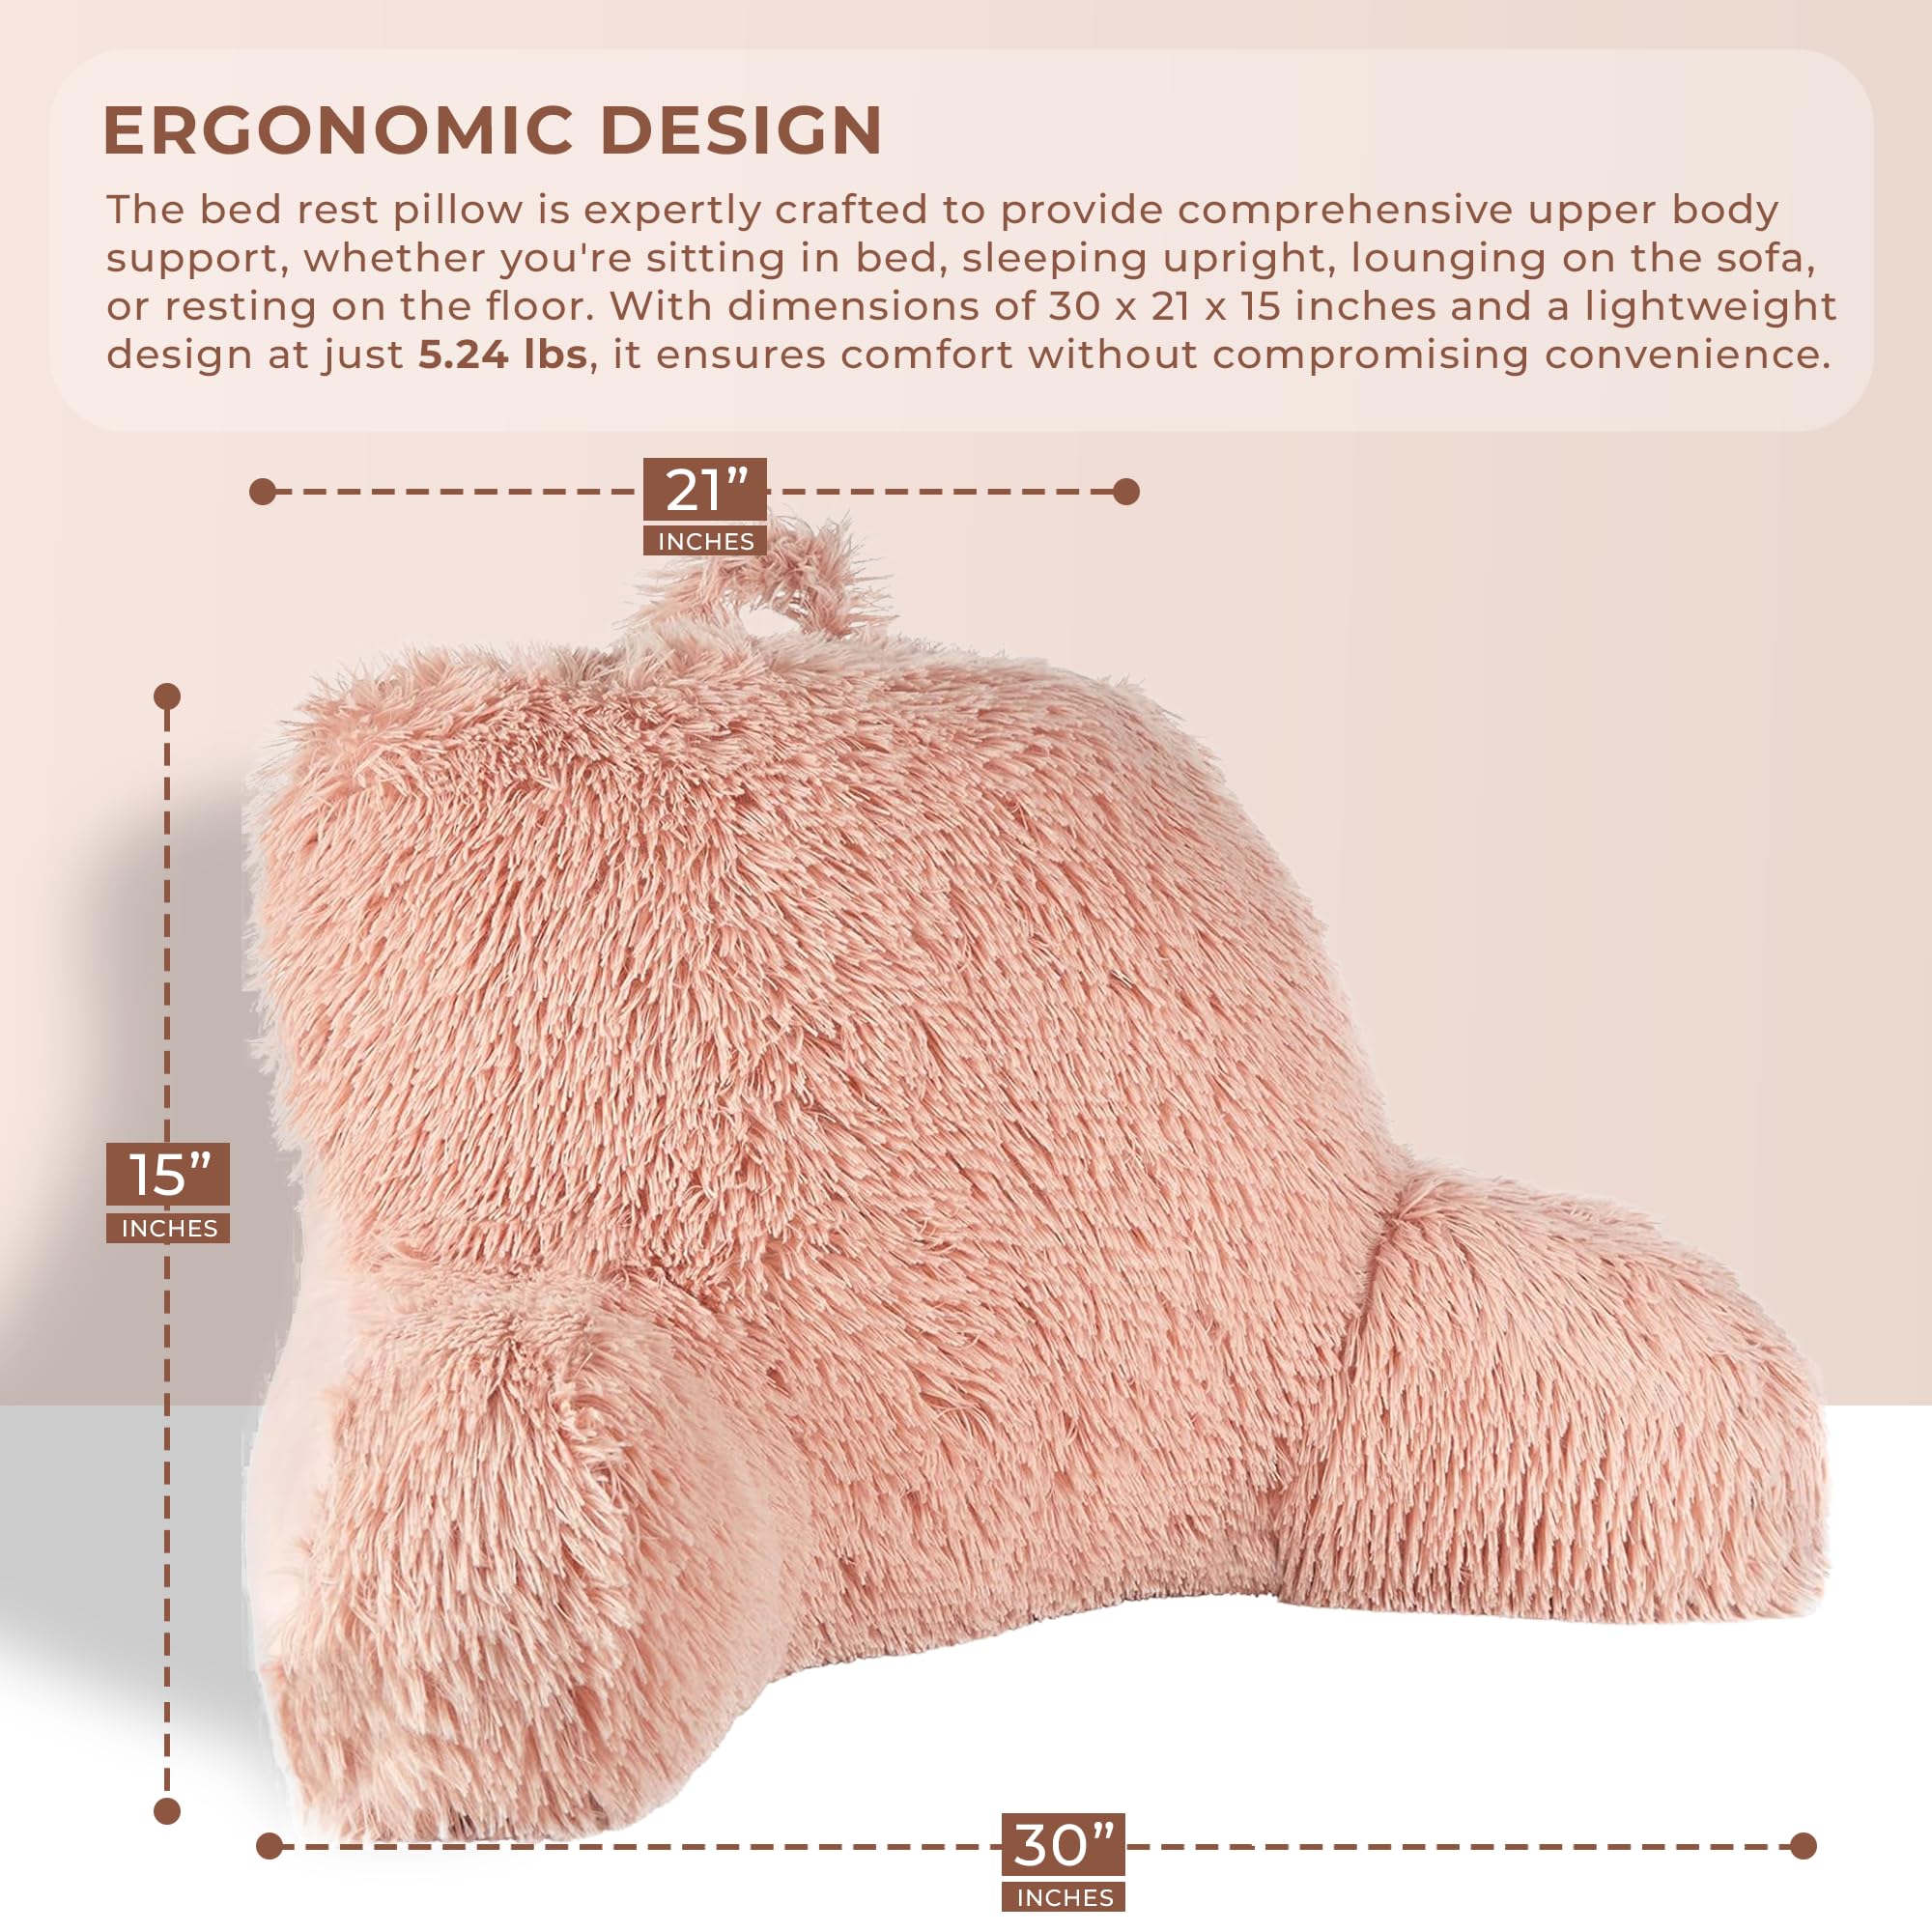 ERGONOMIC DESIGN
The bed rest pillow is expertly crafted to provide comprehensive upper body
support, whether you're sitting in bed, sleeping upright, lounging on the sofa,
or resting on the floor. With dimensions of 30 x 21 x 15 inches and a lightweight
design at just 5.24 lbs, it ensures comfort without compromising convenience.
21”
INCHES
15”
INCHES
30”
INCHES